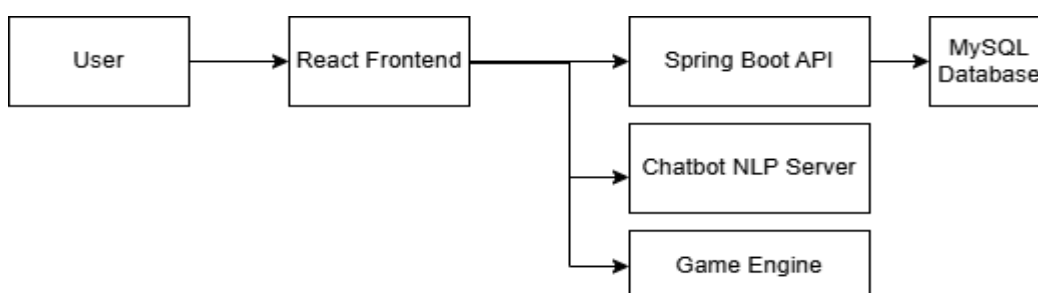 User
React Frontend
Spring Boot API
MySQL
Database
Chatbot NLP Server
Game Engine